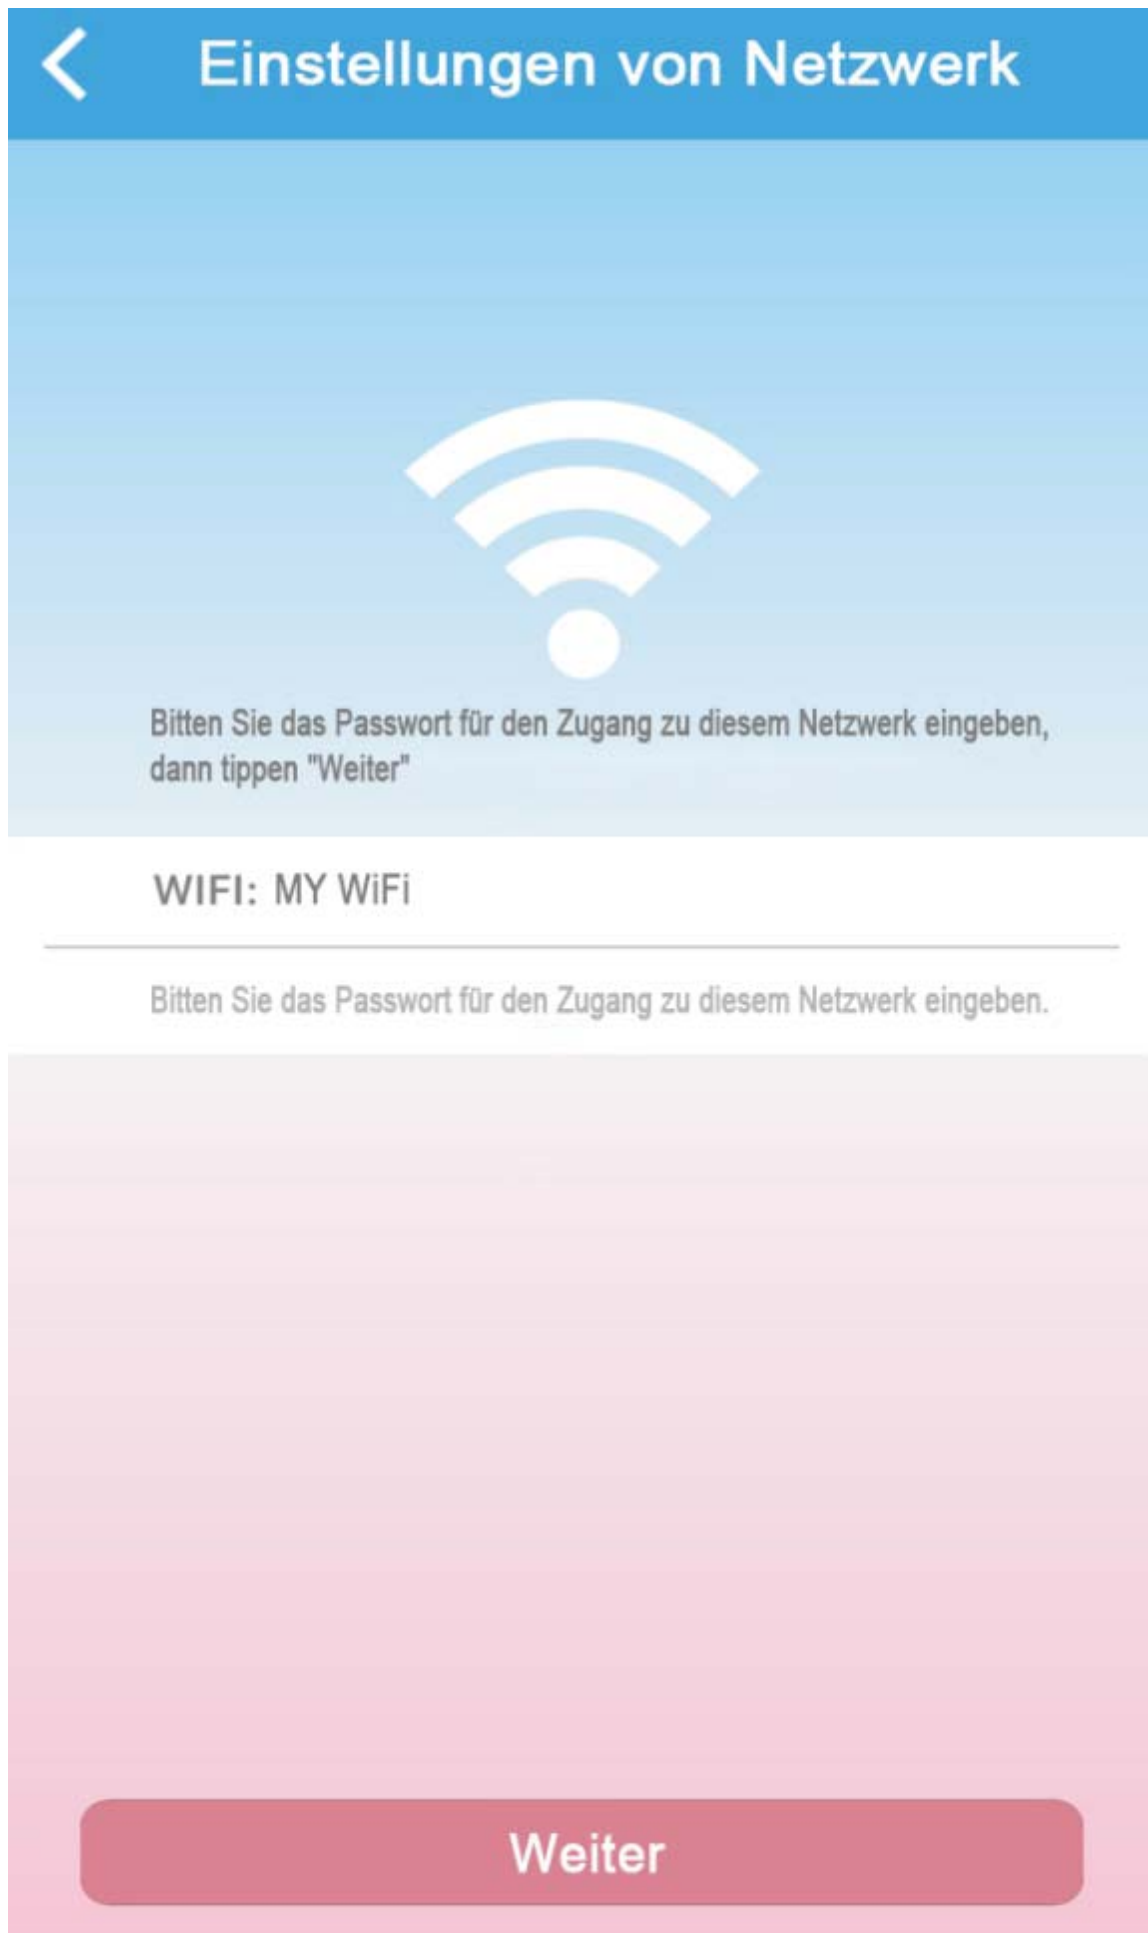 Einstellungen von Netzwerk
Bitten Sie das Passwort für den Zugang zu diesem Netzwerk eingeben,
dann tippen "Weiter"
WIFI: MY WiFi
Bitten Sie das Passwort für den Zugang zu diesem Netzwerk eingeben.
Weiter